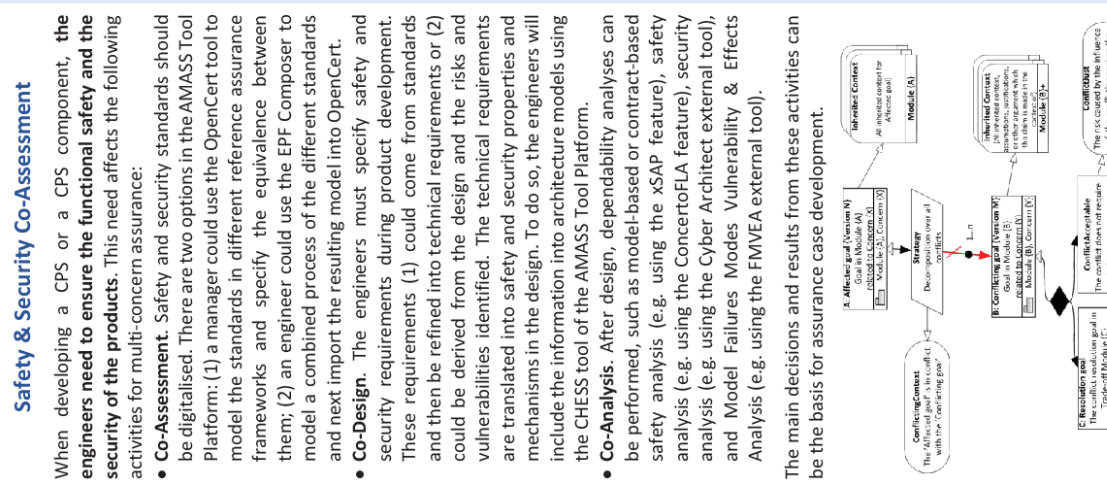 Safety & Security Co-Assessment
When developing a CPS or a CPS component, the
engineers need to ensure the functional safety and the
security of the products. This need affects the following
activities for multi-concern assurance:
• Co-Assessment. Safety and security standards should
be digitalised. There are two options in the AMASS Tool
Platform: (1) a manager could use the OpenCert tool to
model the standards in different reference assurance
frameworks and specify the equivalence between
them; (2) an engineer could use the EPF Composer to
model a combined process of the different standards
and next import the resulting model into OpenCert.
• Co-Design. The engineers must specify safety and
security requirements during product development.
These requirements (1) could come from standards
and then be refined into technical requirements or (2)
could be derived from the design and the risks and
vulnerabilities identified. The technical requirements
are translated into safety and security properties and
mechanisms in the design. To do so, the engineers will
include the information into architecture models using
the CHESS tool of the AMASS Tool Platform.
• Co-Analysis. After design, dependability analyses can
be performed, such as model-based or contract-based
safety analysis (e.g. using the xSAP feature), safety
analysis (e.g. using the ConcertoFLA feature), security
analysis (e.g. using the Cyber Architect external tool),
and Model Failures Modes Vulnerability & Effects
Analysis (e.g. using the FMVEA external tool).
The main decisions and results from these activities can
be the basis for assurance case development.
A: Affected goal (Version N)
Goal in Module (A)
related to Concern (X)
Module (A), Concern (X)
Inherited Context
All inherited context for
Affected goal)
Module (A)
ConflictingContext
The 'Affected goal' is in conflict
with the 'Conflicting goal'
Strategy
Decomposition over all
conflicts
1...n
B: Conflicting goal (Version M)
Goal in Module (B)
related to Concern (Y)
Module (B), Concern (Y)
Inherited Context
(All inherited context,
assumptions, justifications,
or other argument which
this claim is made in the
context of)
Module (B)+
C: Resolution goal
The conflict resolution goal in
Trade-off Module (C)
ConflictAcceptable
The conflict does not require
ConflictJust
The risk caused by the influence